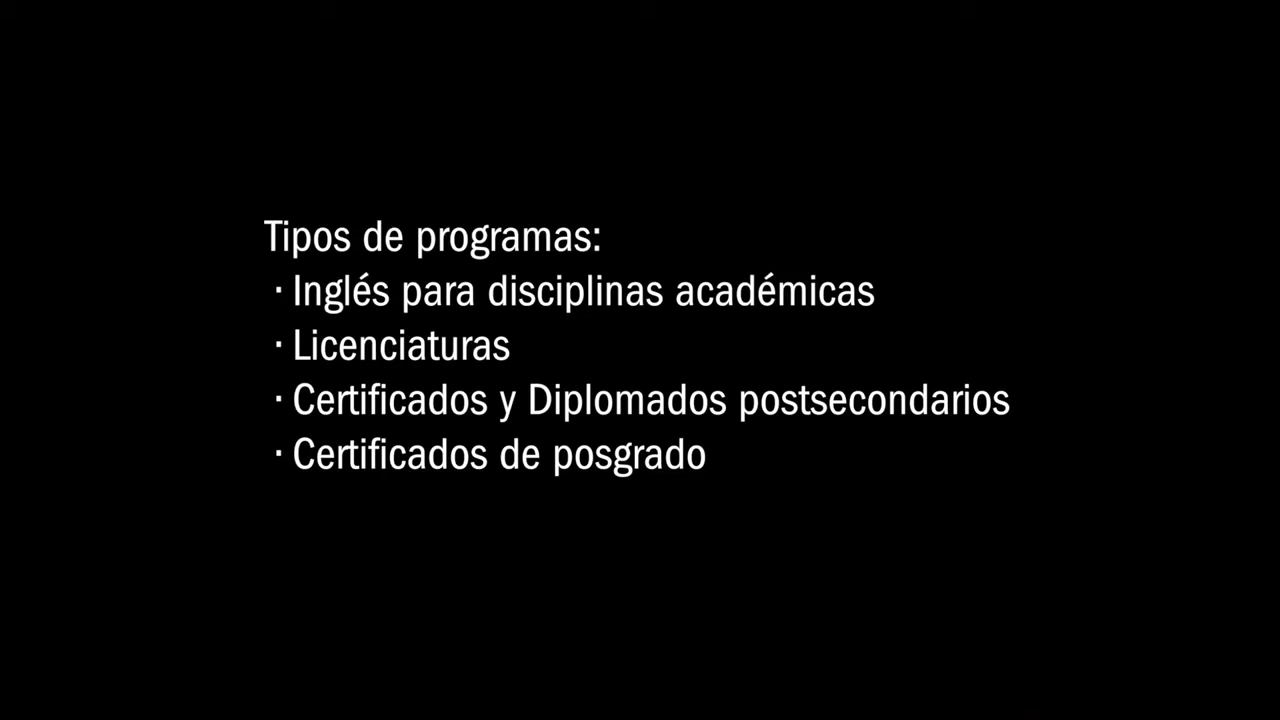 Tipos de programas:
· Inglés para disciplinas académicas
· Licenciaturas
· Certificados y Diplomados postsecondarios
· Certificados de posgrado